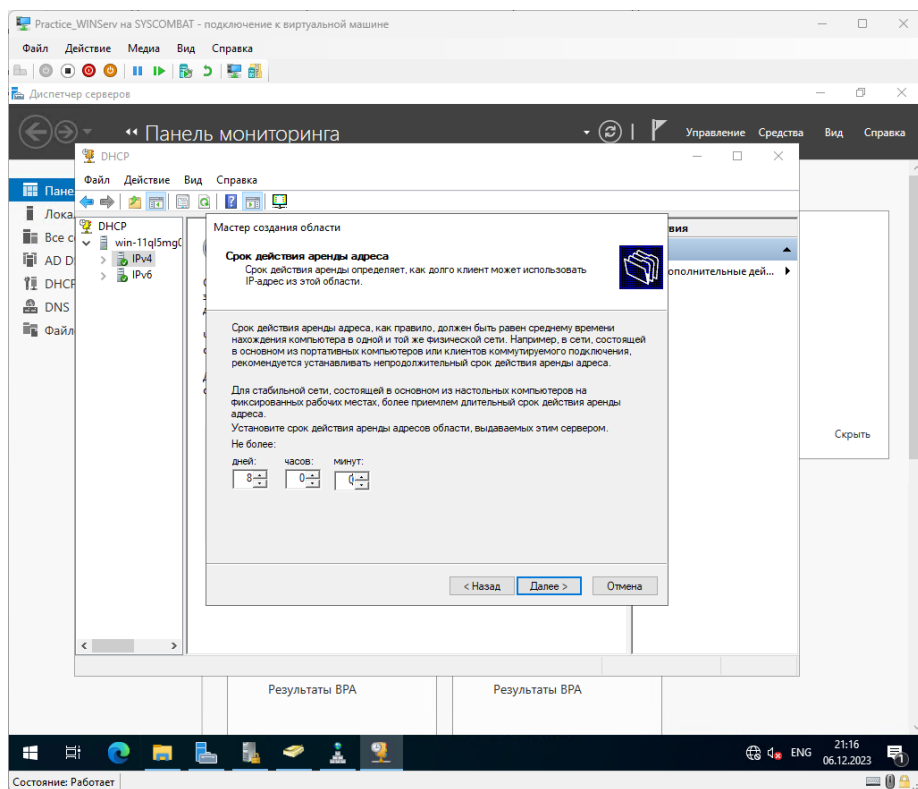 Practice_WINServ на SYSCOMBAT - подключение к виртуальной машине
Файл Действие Медиа Вид Справка
Диспетчер серверов
Панель мониторинга
Управление Средства Вид Справка
DHCP
Файл Действие Вид Справка
DHCP
IPv4
IPv6
AD D
DNS
Мастер создания области
Срок действия аренды адреса
Срок действия аренды определяет, как долго клиент может использовать
IP-адрес из этой области.
Срок действия аренды адреса, как правило, должен быть равен среднему времени
нахождения компьютера в одной и той же физической сети. Например, в сети, состоящей
в основном из портативных компьютеров или клиентов коммутируемого подключения,
рекомендуется устанавливать непродолжительный срок действия аренды адреса.
Для стабильной сети, состоящей в основном из настольных компьютеров на
фиксированных рабочих местах, более приемлем длительный срок действия аренды
адреса.
Установите срок действия аренды адресов области, выдаваемых этим сервером.
Не более:
дней: часов: минут:
8 0 0
< Назад Далее > Отмена
Скрыть
Результаты BPA Результаты BPA
ENG
21:16
06.12.2023
Состояние: Работает